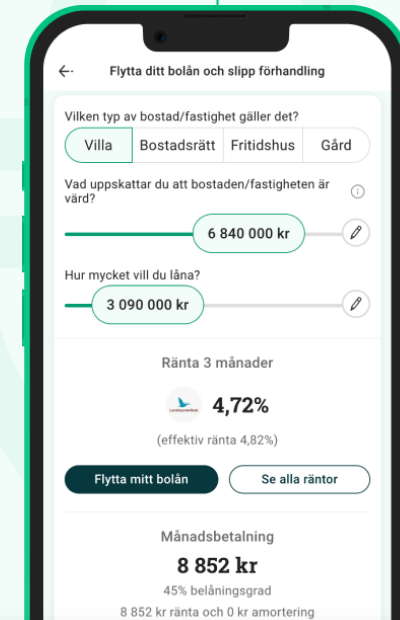 Flytta ditt bolån och slipp förhandling
Vilken typ av bostad/fastighet gäller det?
Villa Bostadsrätt Fritidshus Gård
Vad uppskattar du att bostaden/fastigheten är
värd?
6 840 000 kr
Hur mycket vill du låna?
3 090 000 kr
Ränta 3 månader
4,72%
(effektiv ränta 4,82%)
Flytta mitt bolån Se alla räntor
Månadsbetalning
8 852 kr
45% belåningsgrad
8 852 kr ränta och 0 kr amortering